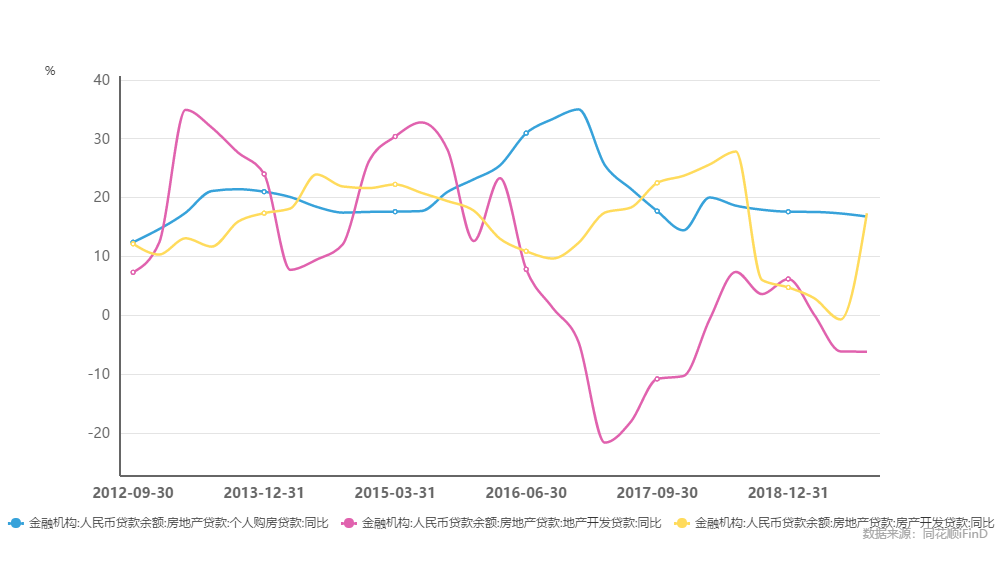 %
40
30
20
10
0
-10
-20
2012-09-30 2013-12-31 2015-03-31 2016-06-30 2017-09-30 2018-12-31
金融机构:人民币贷款余额:房地产贷款:个人购房贷款:同比 金融机构:人民币贷款余额:房地产贷款:地产开发贷款:同比 金融机构:人民币贷款余额:房地产贷款:房产开发贷款:同比
数据来源：同花顺iFinD